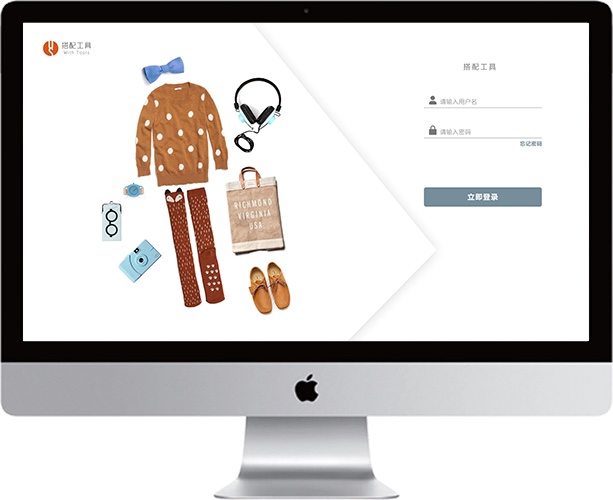 搭配工具
With Tools
RICHMOND
VIRGINIA
USA
搭配工具
请输入用户名
请输入密码
忘记密码
立即登录